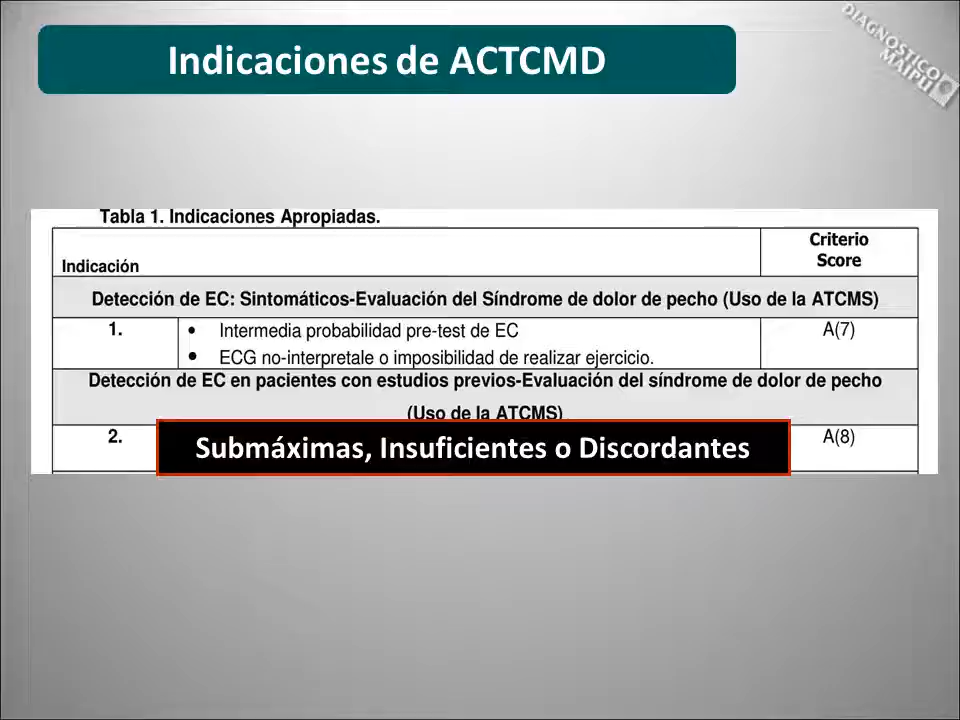 Indicaciones de ACTCMD
DIAGNOSTICO
MAIPU
Tabla 1. Indicaciones Apropiadas.
Indicación
Criterio
Score
Detección de EC: Sintomáticos-Evaluación del Síndrome de dolor de pecho (Uso de la ATCMS)
1.
• Intermedia probabilidad pre-test de EC
• ECG no-interpretale o imposibilidad de realizar ejercicio.
A(7)
Detección de EC en pacientes con estudios previos-Evaluación del síndrome de dolor de pecho
(Uso de la ATCMS)
2.
Submáximas, Insuficientes o Discordantes
A(8)